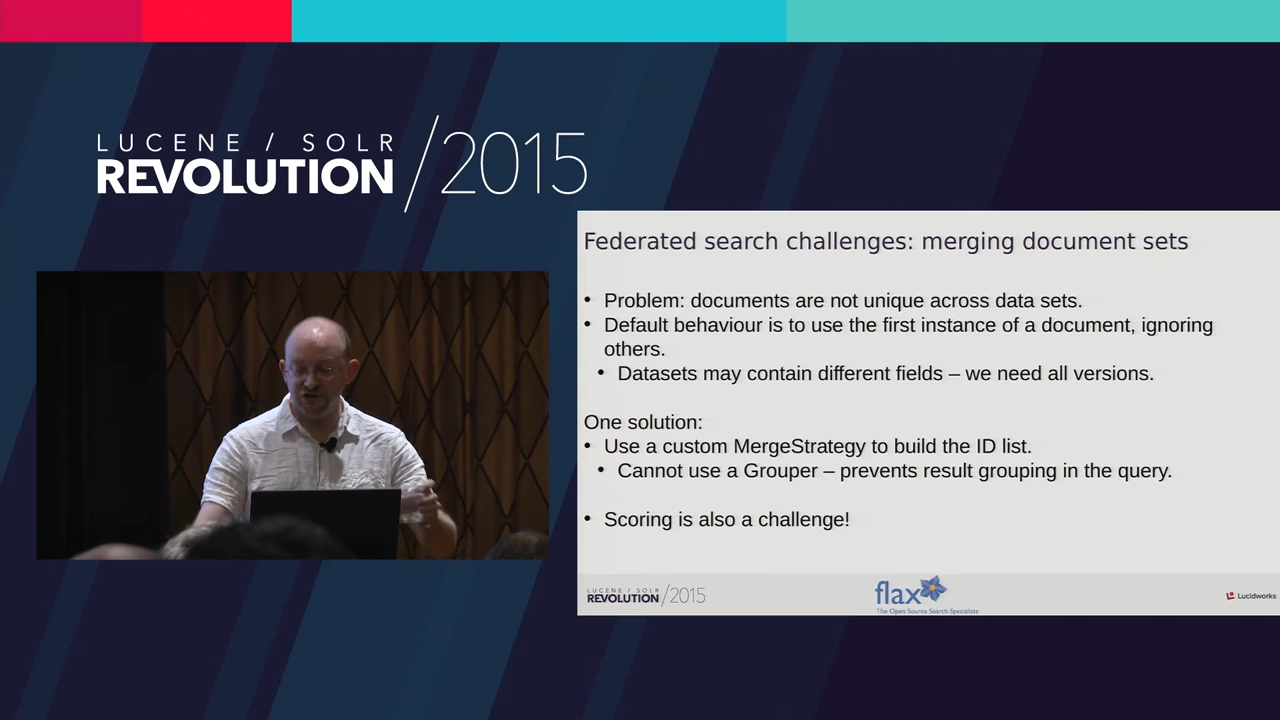 LUCENE / SOLR
REVOLUTION /2015
Federated search challenges: merging document sets
• Problem: documents are not unique across data sets.
• Default behaviour is to use the first instance of a document, ignoring
others.
• Datasets may contain different fields – we need all versions.
One solution:
• Use a custom MergeStrategy to build the ID list.
• Cannot use a Grouper – prevents result grouping in the query.
• Scoring is also a challenge!
LUCENE / SOLR
REVOLUTION /2015
flax
The Open Source Search Specialists
Lucidworks